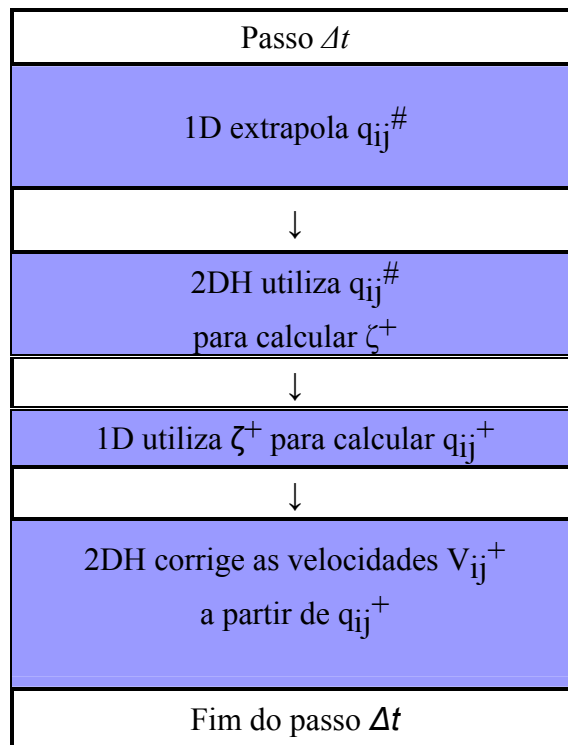 Passo Δt
1D extrapola qij#
↓
2DH utiliza qij#
para calcular ζ+
↓
1D utiliza ζ+ para calcular qij+
↓
2DH corrige as velocidades Vij+
a partir de qij+
Fim do passo Δt